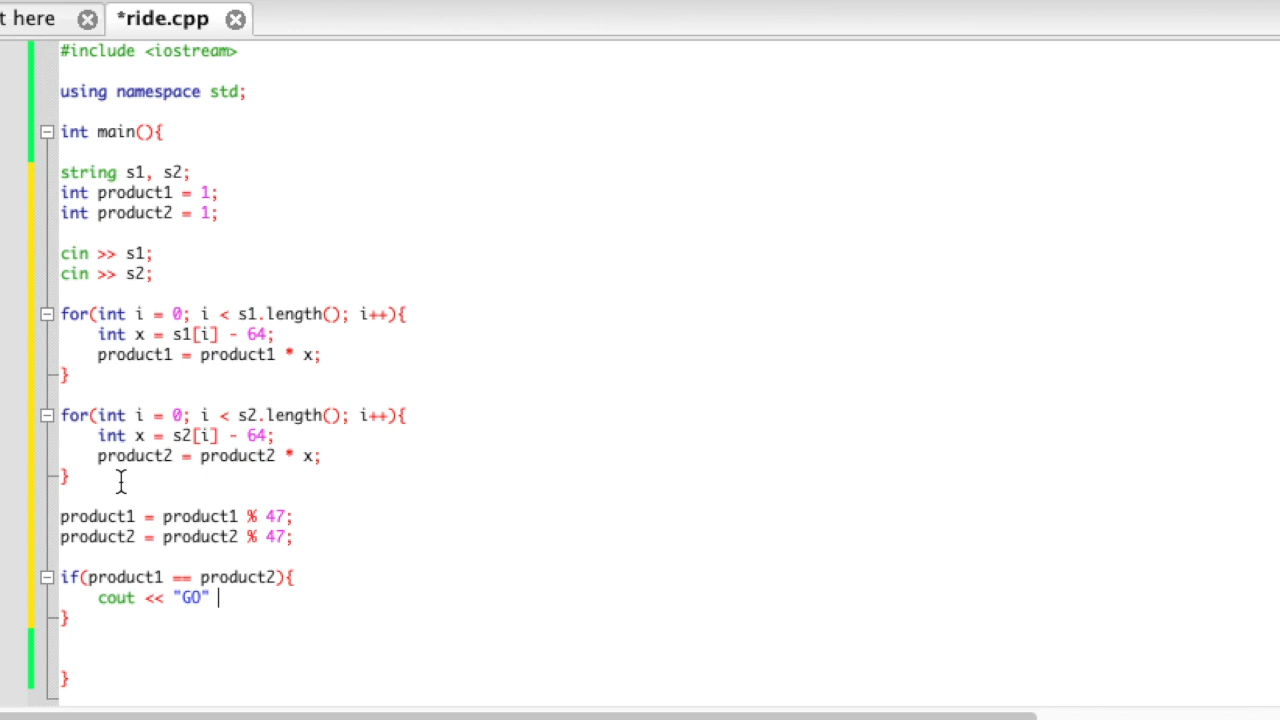 t here *ride.cpp
#include <iostream>
using namespace std;
int main(){
string s1, s2;
int product1 = 1;
int product2 = 1;
cin >> s1;
cin >> s2;
for(int i = 0; i < s1.length(); i++){
int x = s1[i] - 64;
product1 = product1 * x;
}
for(int i = 0; i < s2.length(); i++){
int x = s2[i] - 64;
product2 = product2 * x;
}
product1 = product1 % 47;
product2 = product2 % 47;
if(product1 == product2){
cout << "GO"
}
}